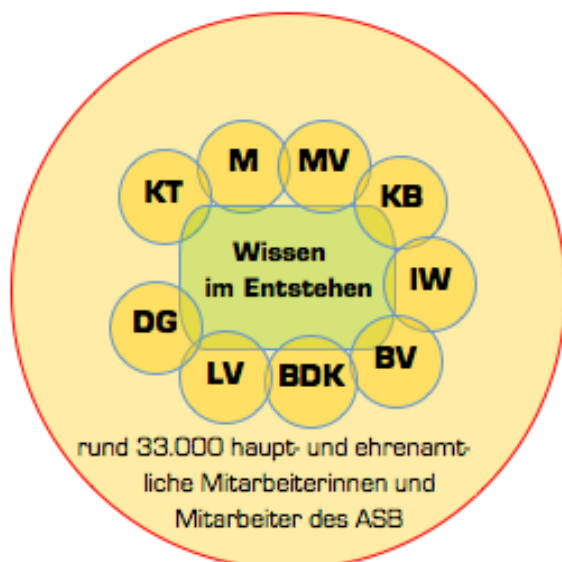 M
MV
KT
KB
Wissen
im Entstehen
IW
DG
BV
LV
BDK
rund 33.000 haupt- und ehrenamt-
liche Mitarbeiterinnen und
Mitarbeiter des ASB